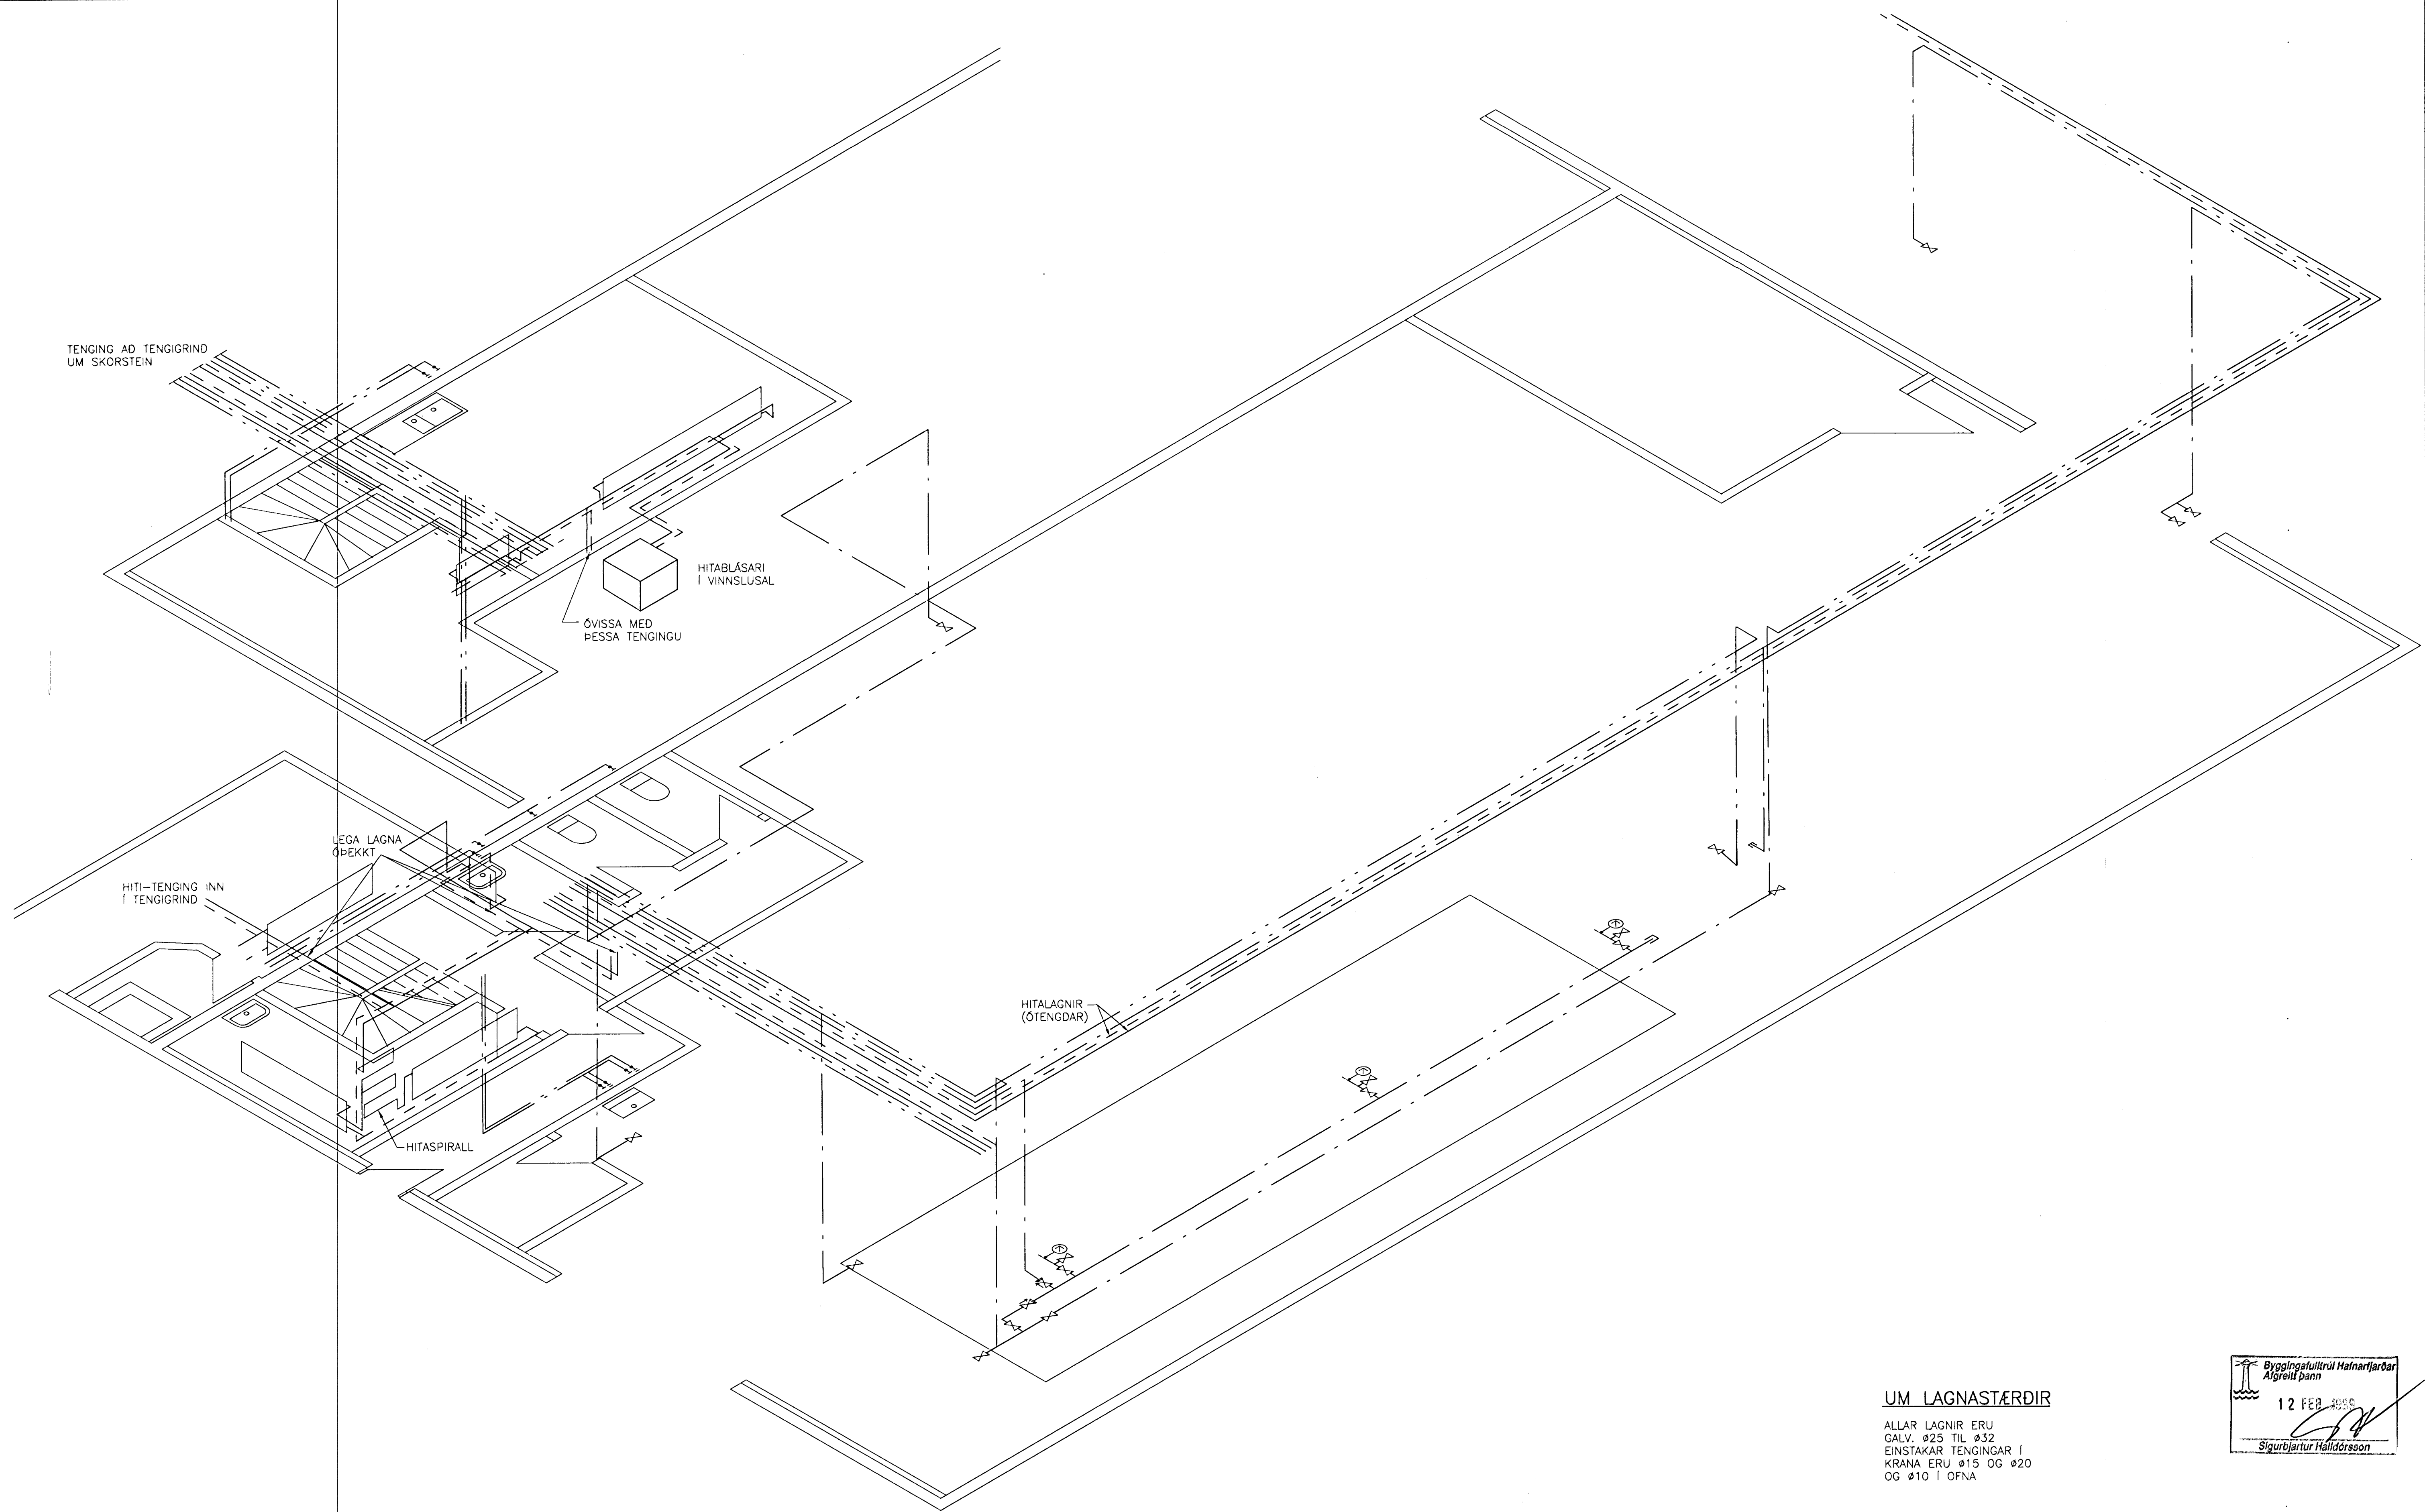 TENGING AÐ TENGIGRIND
UM SKORSTEIN
HITABLÁSARI
Í VINNSLUSAL
ÓVISSA MEÐ
ÞESSA TENGINGU
LEGA LAGNA
ÓÞEKKT
HITI-TENGING INN
Í TENGIGRIND
HITALAGNIR
(ÓTENGDAR)
HITASPIRALL
UM LAGNASTÆRÐIR
ALLAR LAGNIR ERU
GALV. ø25 TIL ø32
EINSTAKAR TENGINGAR Í
KRANA ERU ø15 OG ø20
OG ø10 Í OFNA
Byggingafulltrúi Hafnarfjarðar
Afgreitt þann
12 FEB
Sigurbjartur Halldórsson